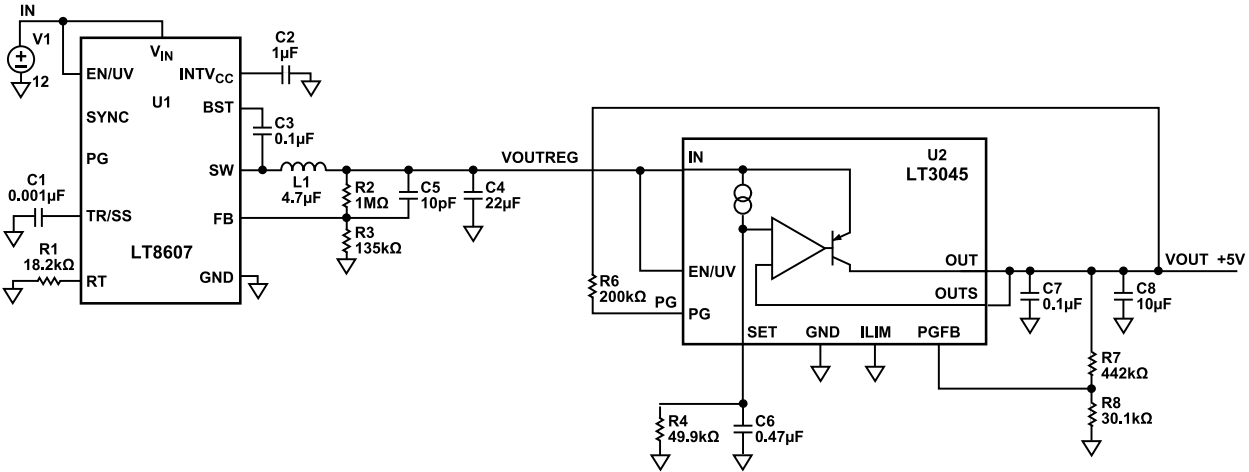 IN
V1
12
VIN
EN/UV
INTVCC
C2
1µF
U1
BST
SYNC
C3
0.1µF
PG
SW
L1
4.7µF
C1
0.001µF
TR/SS
FB
R1
18.2kΩ
LT8607
RT
GND
R2
1MΩ
R3
135kΩ
C5
10pF
C4
22µF
VOUTREG
R6
200kΩ
PG
IN
U2
LT3045
EN/UV
PG
OUT
OUTS
SET
GND
ILIM
PGFB
R4
49.9kΩ
C6
0.47µF
C7
0.1µF
C8
10µF
VOUT +5V
R7
442kΩ
R8
30.1kΩ